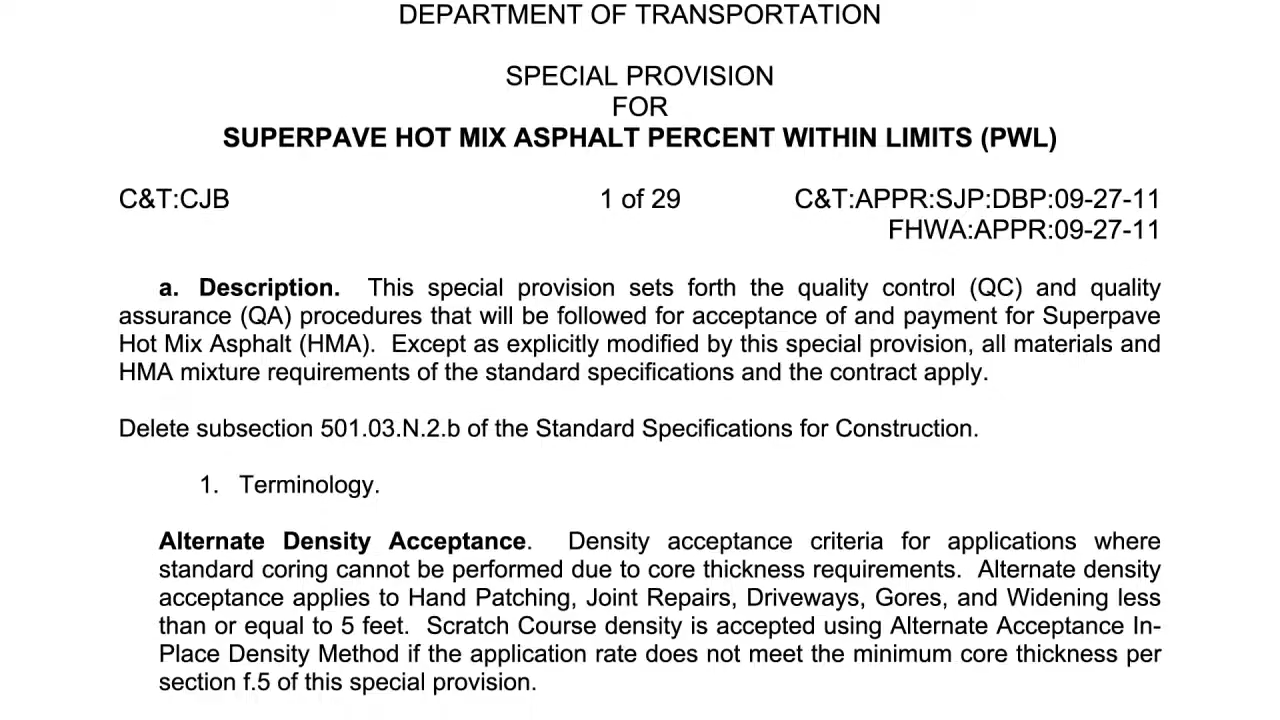 DEPARTMENT OF TRANSPORTATION
SPECIAL PROVISION
FOR
SUPERPAVE HOT MIX ASPHALT PERCENT WITHIN LIMITS (PWL)
C&T:CJB 1 of 29 C&T:APPR:SJP:DBP:09-27-11
FHWA:APPR:09-27-11
a. Description. This special provision sets forth the quality control (QC) and quality
assurance (QA) procedures that will be followed for acceptance of and payment for Superpave
Hot Mix Asphalt (HMA). Except as explicitly modified by this special provision, all materials and
HMA mixture requirements of the standard specifications and the contract apply.
Delete subsection 501.03.N.2.b of the Standard Specifications for Construction.
1. Terminology.
Alternate Density Acceptance. Density acceptance criteria for applications where
standard coring cannot be performed due to core thickness requirements. Alternate density
acceptance applies to Hand Patching, Joint Repairs, Driveways, Gores, and Widening less
than or equal to 5 feet. Scratch Course density is accepted using Alternate Acceptance In-
Place Density Method if the application rate does not meet the minimum core thickness per
section f.5 of this special provision.